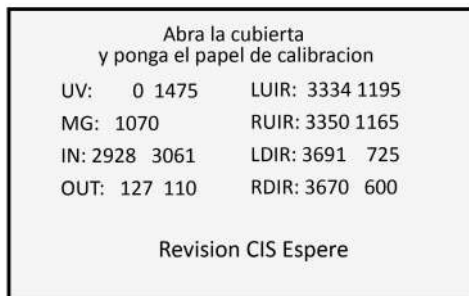 Abra la cubierta
y ponga el papel de calibracion
UV: 0 1475 LUIR: 3334 1195
MG: 1070 RUIR: 3350 1165
IN: 2928 3061 LDIR: 3691 725
OUT: 127 110 RDIR: 3670 600
Revision CIS Espere